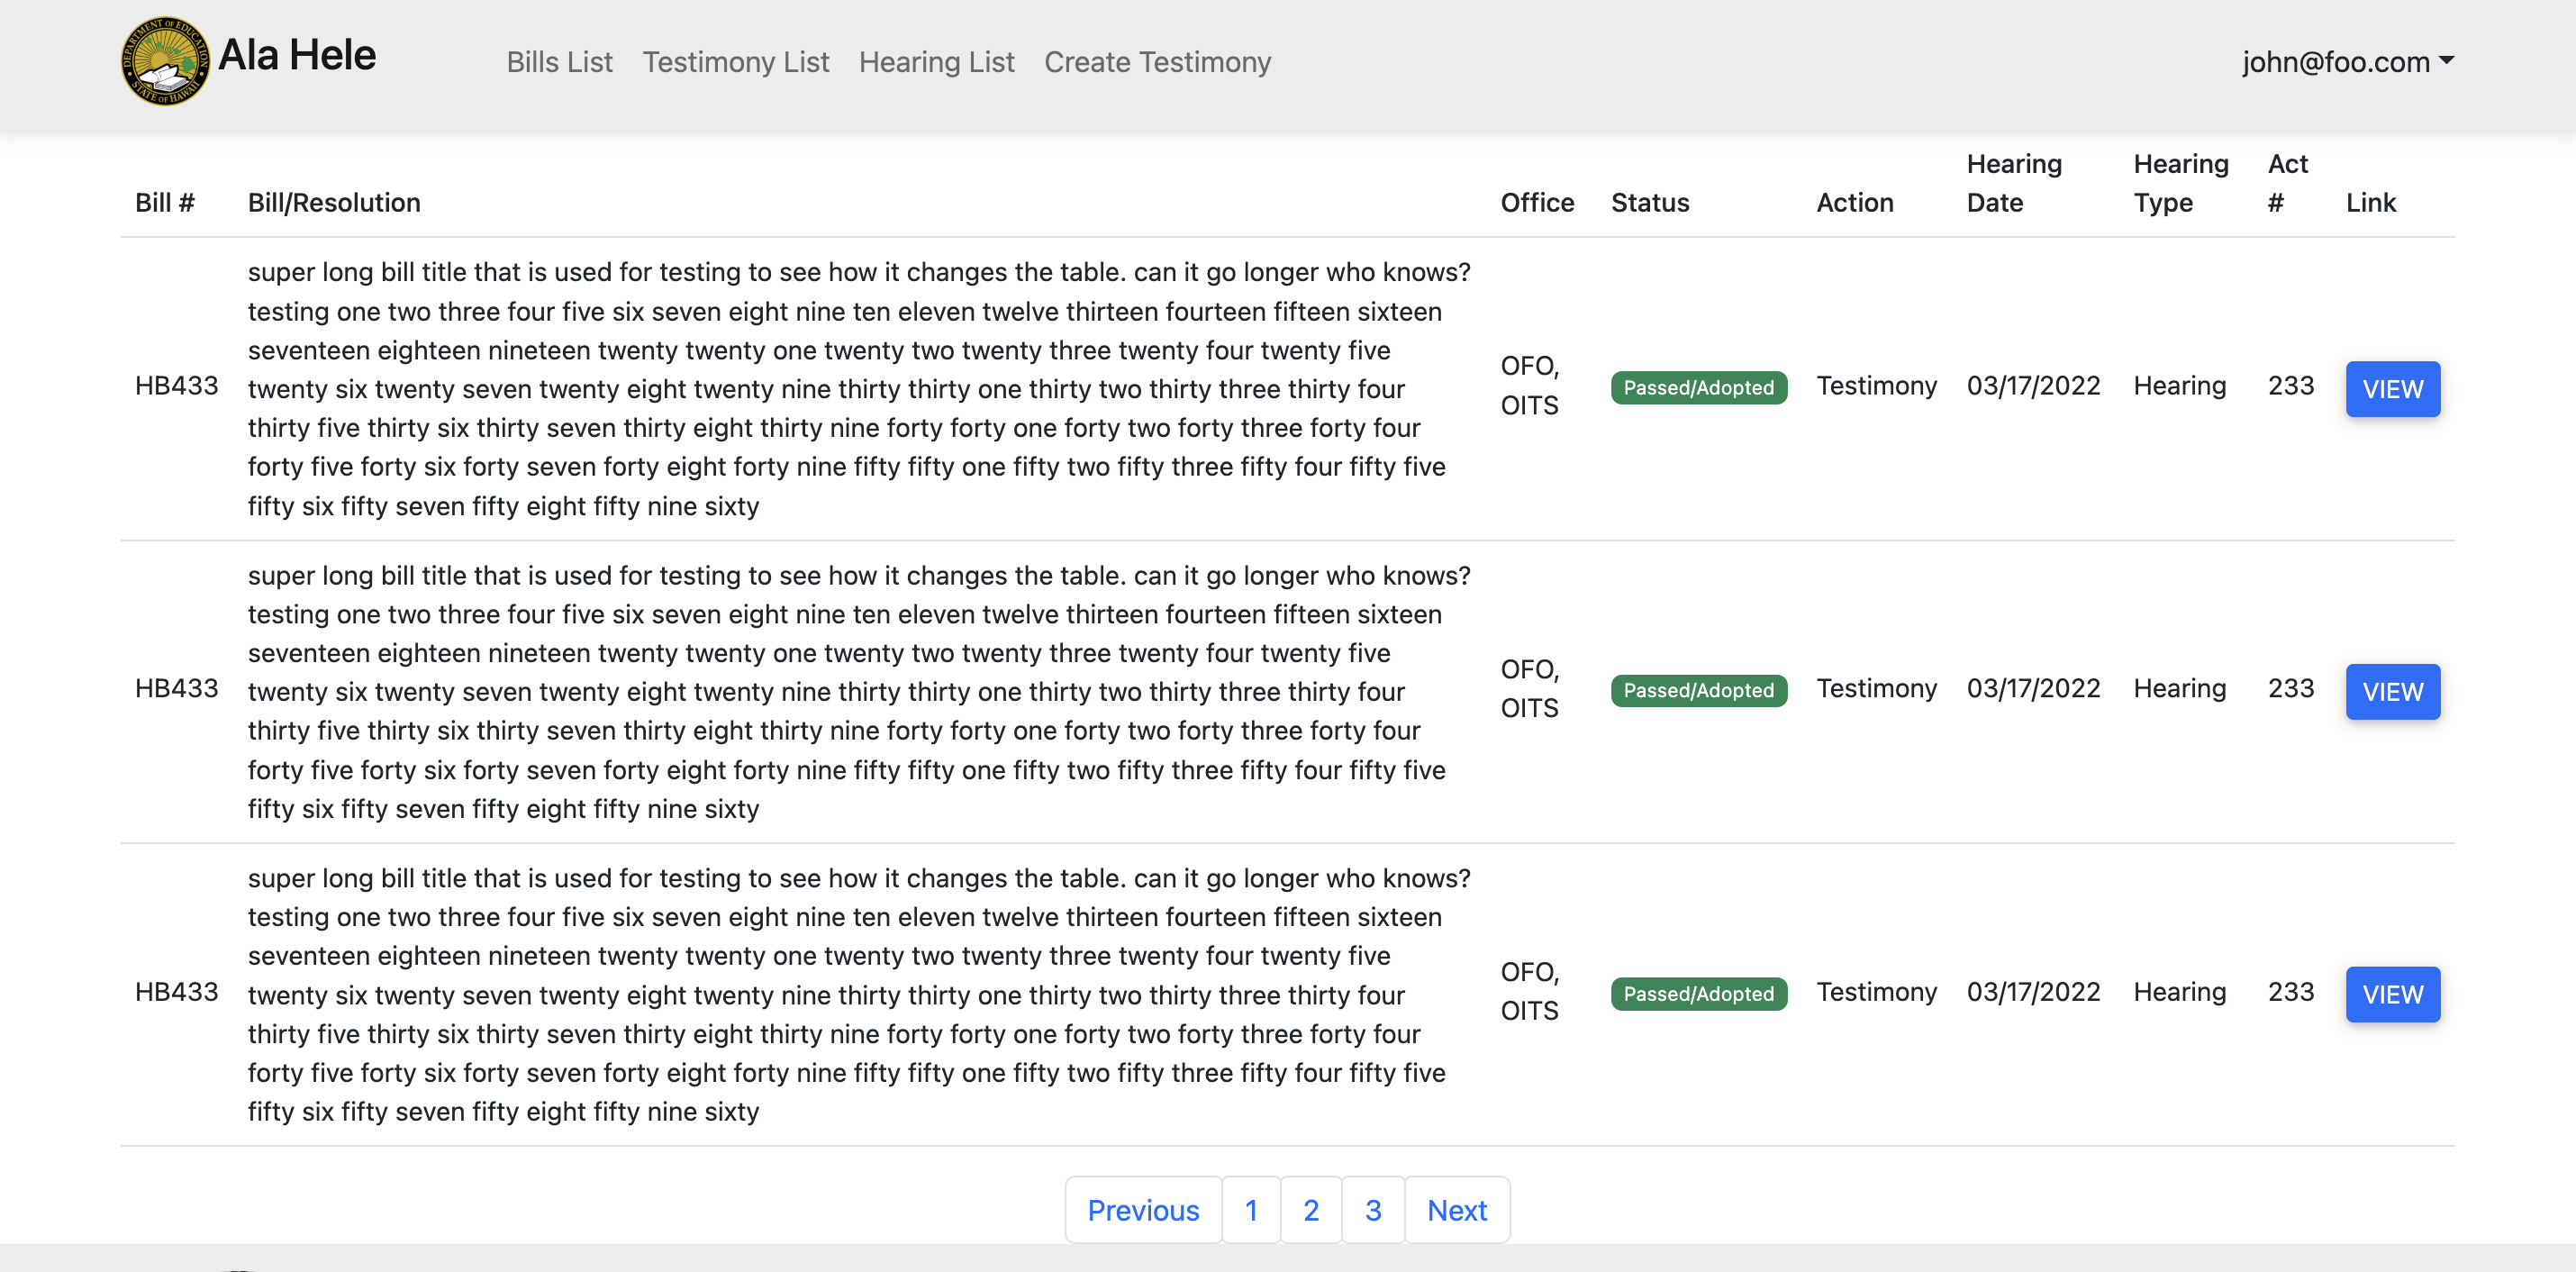 DEPARTMENT OF EDUCATION
STATE OF HAWAII
Ala Hele
Bills List Testimony List Hearing List Create Testimony
john@foo.com
Bill # Bill/Resolution Office Status Action Hearing Date Hearing Type Act # Link
super long bill title that is used for testing to see how it changes the table. can it go longer who knows?
testing one two three four five six seven eight nine ten eleven twelve thirteen fourteen fifteen sixteen
seventeen eighteen nineteen twenty twenty one twenty two twenty three twenty four twenty five
twenty six twenty seven twenty eight twenty nine thirty thirty one thirty two thirty three thirty four
thirty five thirty six thirty seven thirty eight thirty nine forty forty one forty two forty three forty four
forty five forty six forty seven forty eight forty nine fifty fifty one fifty two fifty three fifty four fifty five
fifty six fifty seven fifty eight fifty nine sixty
HB433 OFO, OITS Passed/Adopted Testimony 03/17/2022 Hearing 233 VIEW
super long bill title that is used for testing to see how it changes the table. can it go longer who knows?
testing one two three four five six seven eight nine ten eleven twelve thirteen fourteen fifteen sixteen
seventeen eighteen nineteen twenty twenty one twenty two twenty three twenty four twenty five
twenty six twenty seven twenty eight twenty nine thirty thirty one thirty two thirty three thirty four
thirty five thirty six thirty seven thirty eight thirty nine forty forty one forty two forty three forty four
forty five forty six forty seven forty eight forty nine fifty fifty one fifty two fifty three fifty four fifty five
fifty six fifty seven fifty eight fifty nine sixty
HB433 OFO, OITS Passed/Adopted Testimony 03/17/2022 Hearing 233 VIEW
super long bill title that is used for testing to see how it changes the table. can it go longer who knows?
testing one two three four five six seven eight nine ten eleven twelve thirteen fourteen fifteen sixteen
seventeen eighteen nineteen twenty twenty one twenty two twenty three twenty four twenty five
twenty six twenty seven twenty eight twenty nine thirty thirty one thirty two thirty three thirty four
thirty five thirty six thirty seven thirty eight thirty nine forty forty one forty two forty three forty four
forty five forty six forty seven forty eight forty nine fifty fifty one fifty two fifty three fifty four fifty five
fifty six fifty seven fifty eight fifty nine sixty
HB433 OFO, OITS Passed/Adopted Testimony 03/17/2022 Hearing 233 VIEW
Previous 1 2 3 Next